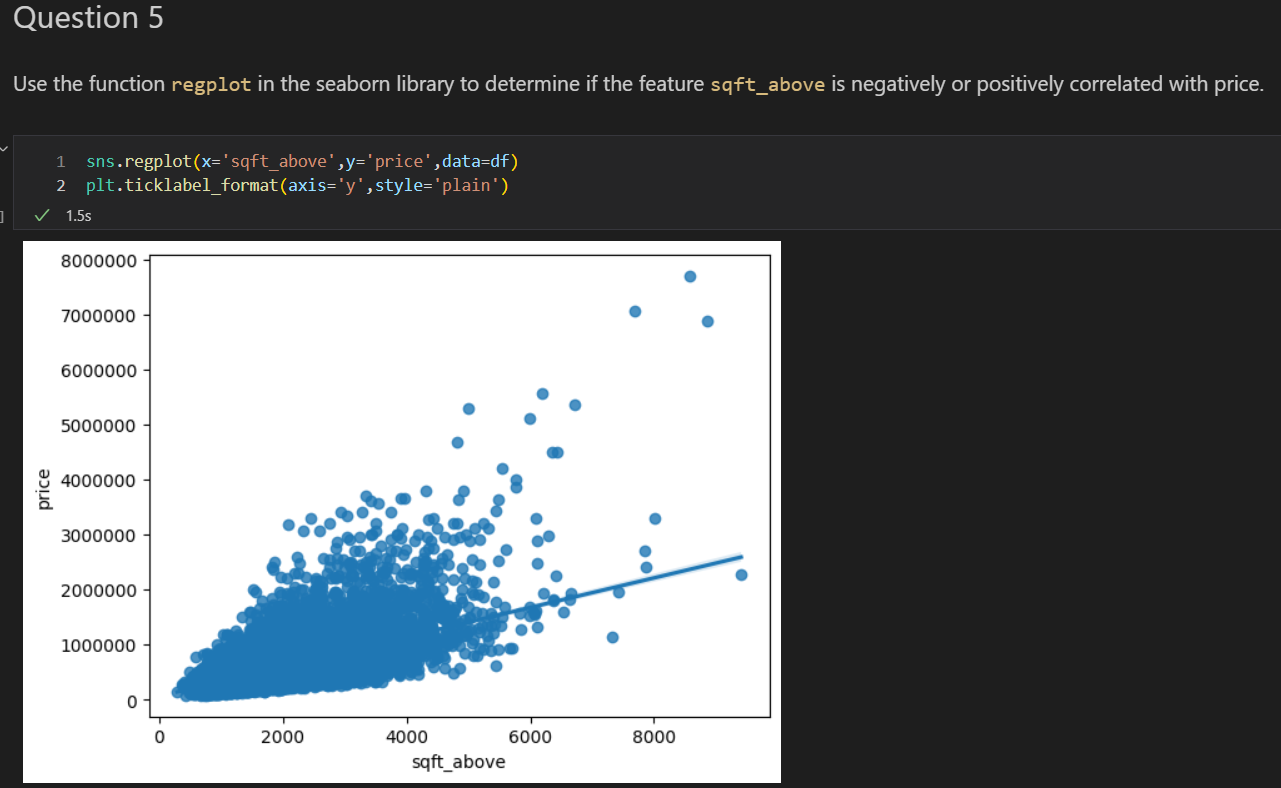 Question 5
Use the function regplot in the seaborn library to determine if the feature sqft_above is negatively or positively correlated with price.
1 sns.regplot(x='sqft_above',y='price',data=df)
2 plt.ticklabel_format(axis='y',style='plain')
] ✓ 1.5s
8000000
7000000
6000000
5000000
4000000
3000000
2000000
1000000
0
price
0 2000 4000 6000 8000
sqft_above